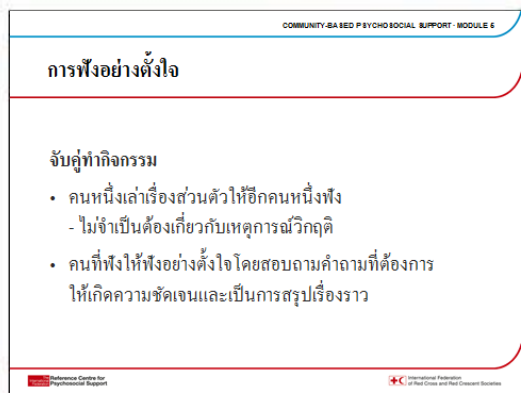 COMMUNITY-BASED PSYCHOSOCIAL SUPPORT · MODULE 5
การฟังอย่างตั้งใจ
จับคู่ทำกิจกรรม
• คนหนึ่งเล่าเรื่องส่วนตัวให้อีกคนหนึ่งฟัง
- ไม่จำเป็นต้องเกี่ยวกับเหตุการณ์วิกฤติ
• คนที่ฟังให้ฟังอย่างตั้งใจโดยสอบถามคำถามที่ต้องการ
ให้เกิดความชัดเจนและเป็นการสรุปเรื่องราว
Reference Centre for
Psychosocial Support
International Federation
of Red Cross and Red Crescent Societies